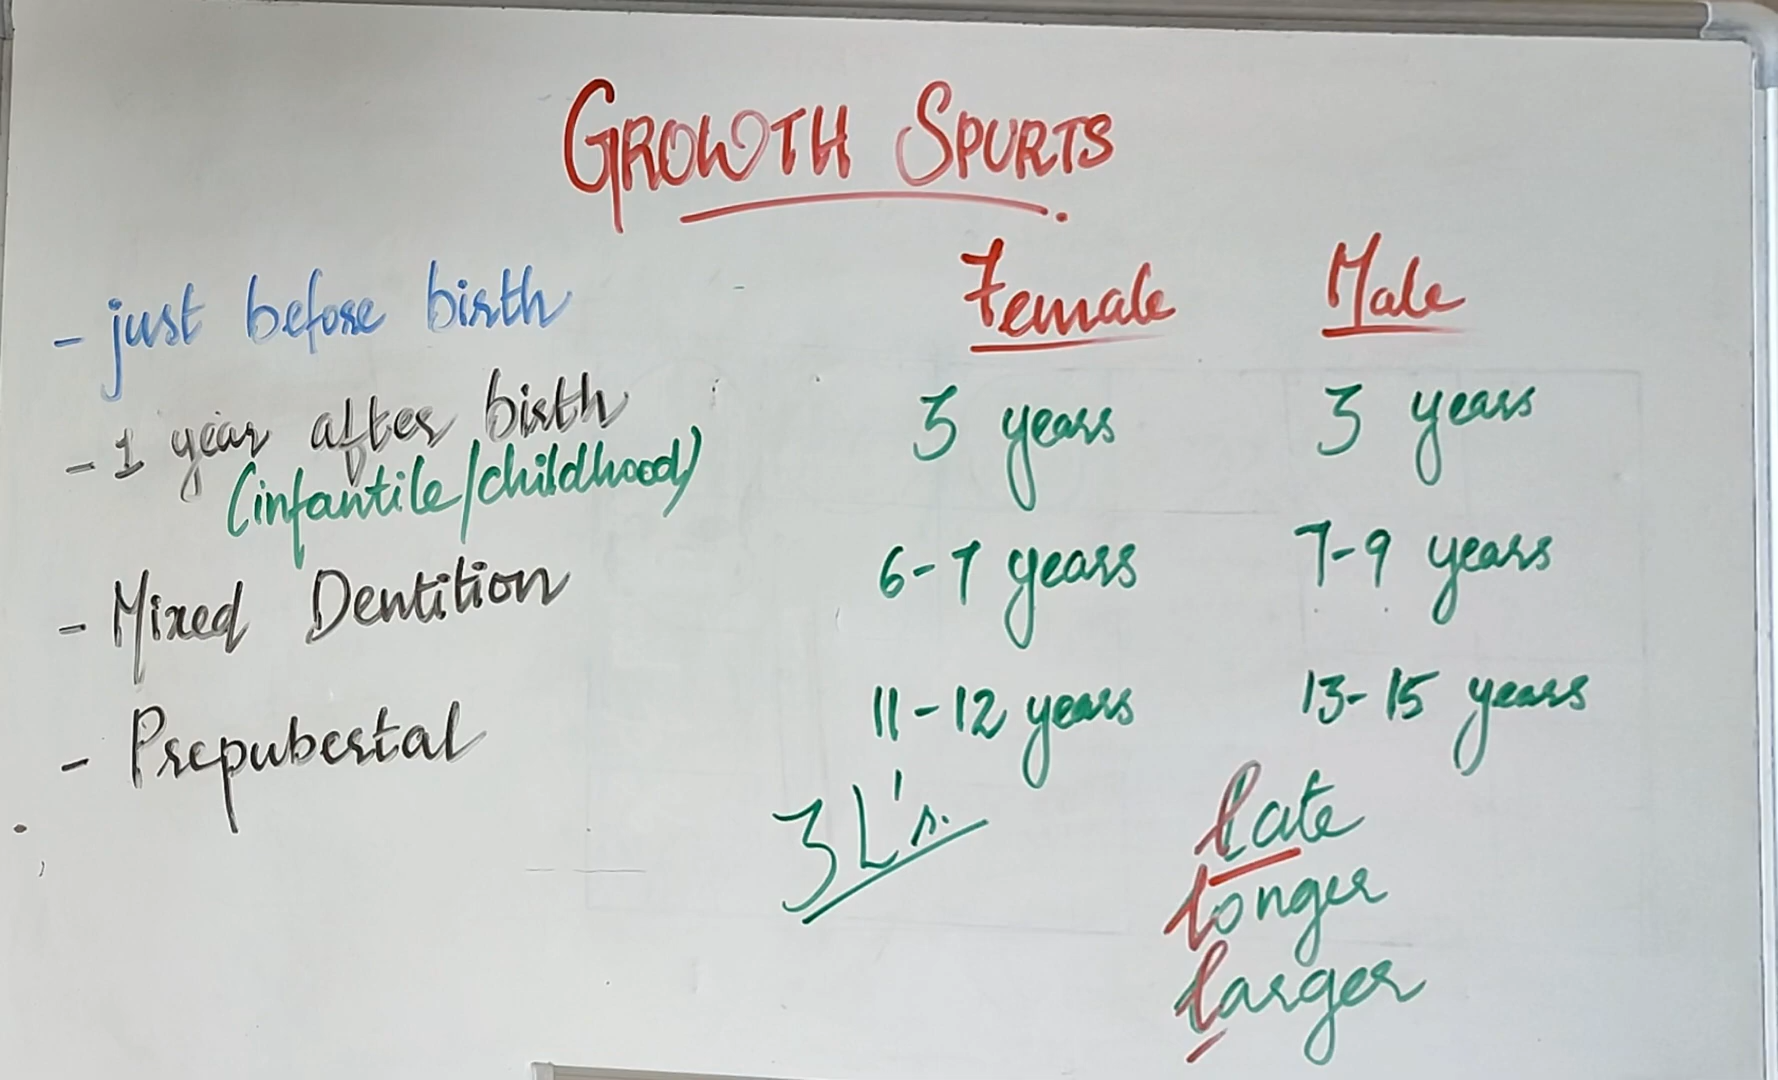 GROWTH SPURTS
Female Male
- just before birth
- 1 year after birth 3 years 3 years
(infantile/childhood)
- Mixed Dentition 6-7 years 7-9 years
- Prepubertal 11-12 years 13-15 years
3 L's. late
longer
larger